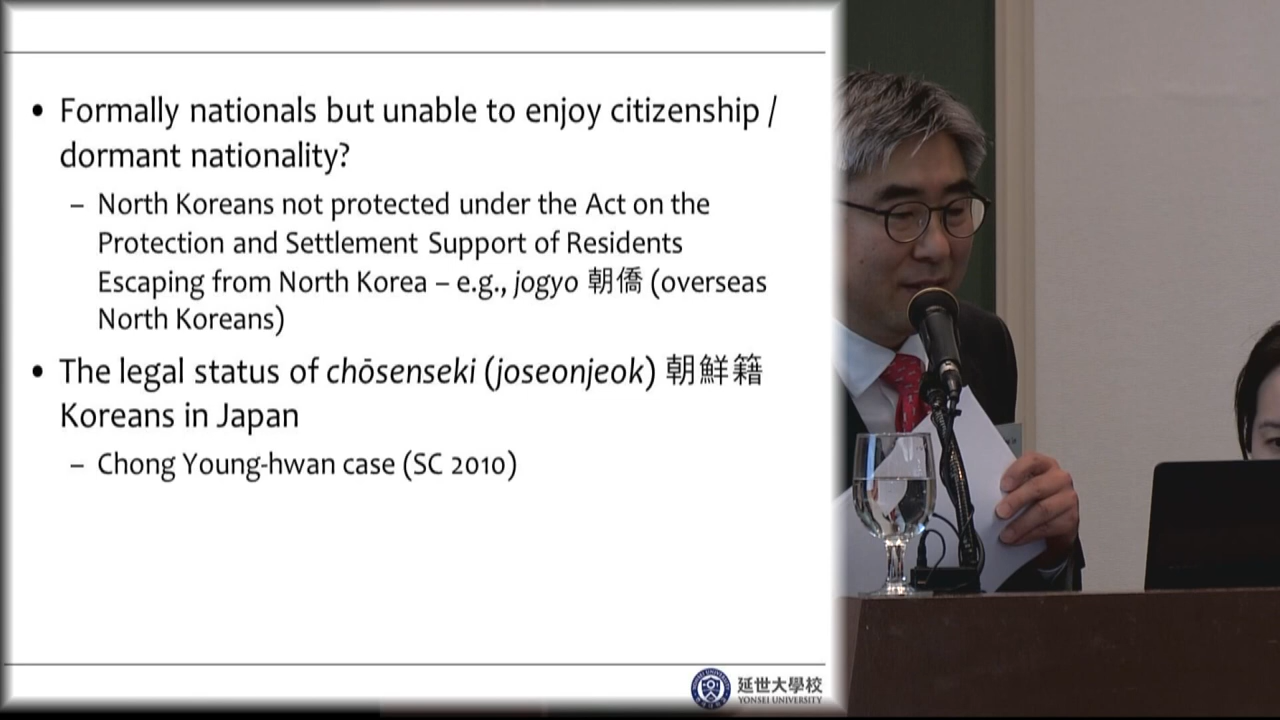 • Formally nationals but unable to enjoy citizenship /
dormant nationality?
– North Koreans not protected under the Act on the
Protection and Settlement Support of Residents
Escaping from North Korea – e.g., jogyo 朝僑 (overseas
North Koreans)
• The legal status of chōsenseki (joseonjeok) 朝鮮籍
Koreans in Japan
– Chong Young-hwan case (SC 2010)
延世大學校
YONSEI UNIVERSITY